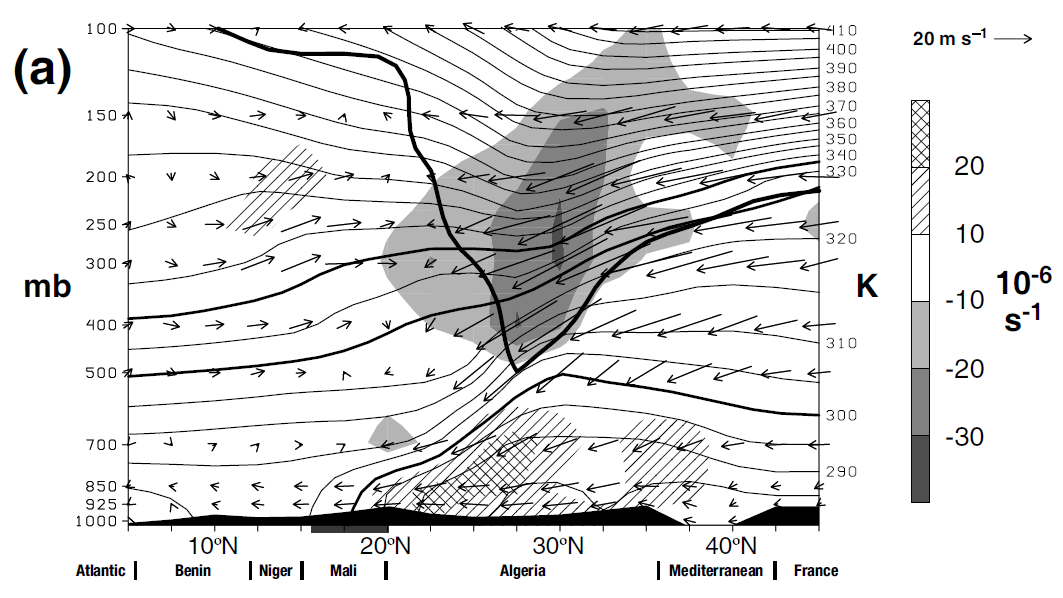 (a)
20 m s–1
100
150
200
250
300
400
500
700
850
925
1000
mb
410
400
390
380
370
360
350
340
330
320
310
300
290
K
20
10
-10
-20
-30
10-6
s-1
10ºN
20ºN
30ºN
40ºN
Atlantic
Benin
Niger
Mali
Algeria
Mediterranean
France